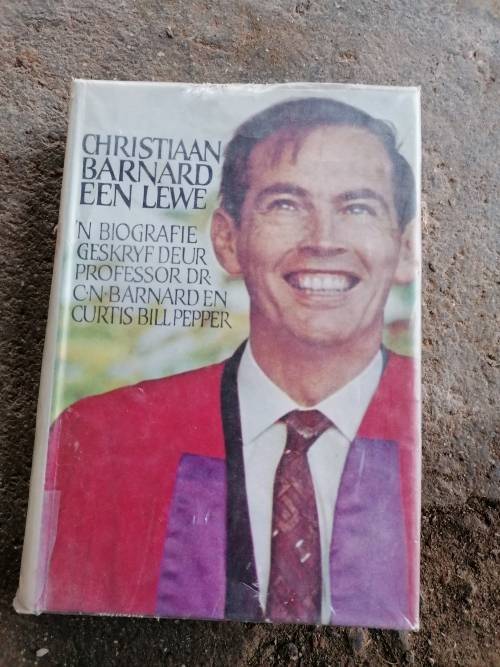 CHRISTIAAN
BARNARD
EEN LEWE
'N BIOGRAFIE
GESKRYF DEUR
PROFESSOR DR
C·N·BARNARD EN
CURTIS BILL PEPPER